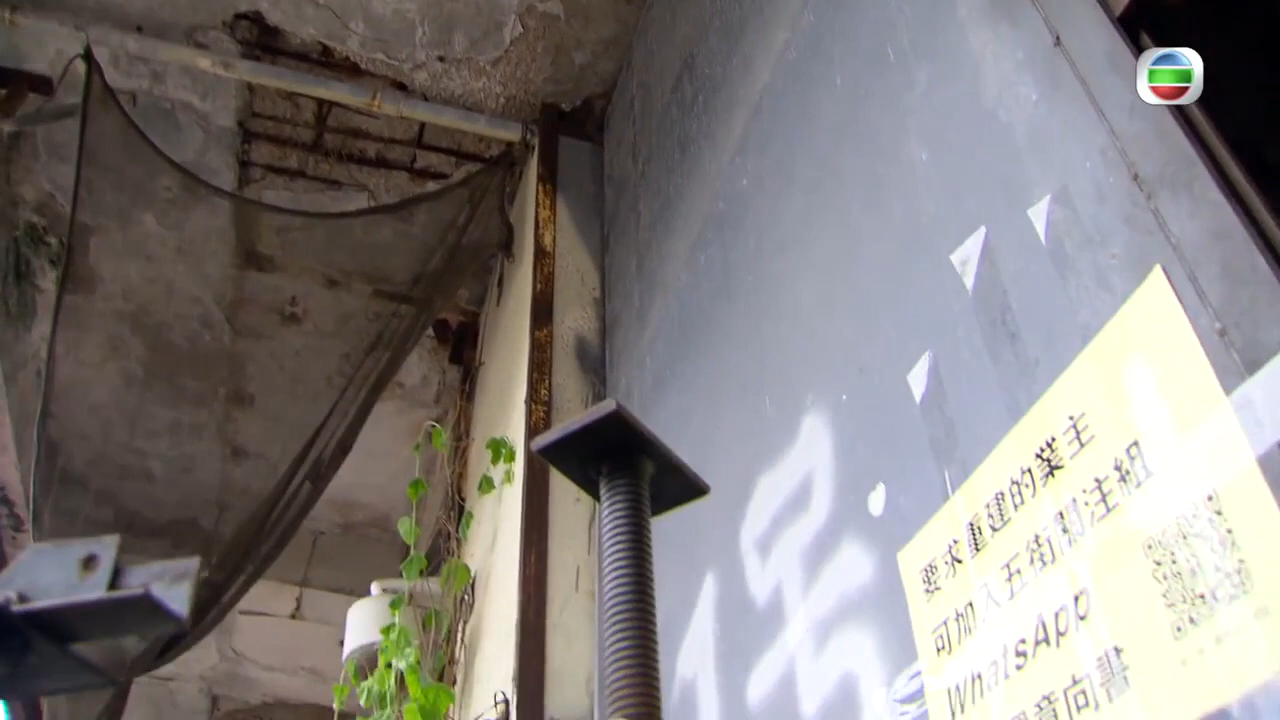 要求重建的業主
可加入五街關注組
WhatsApp
意向書